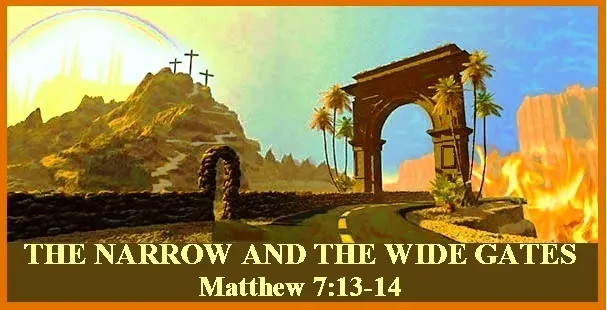 THE NARROW AND THE WIDE GATES
Matthew 7:13-14